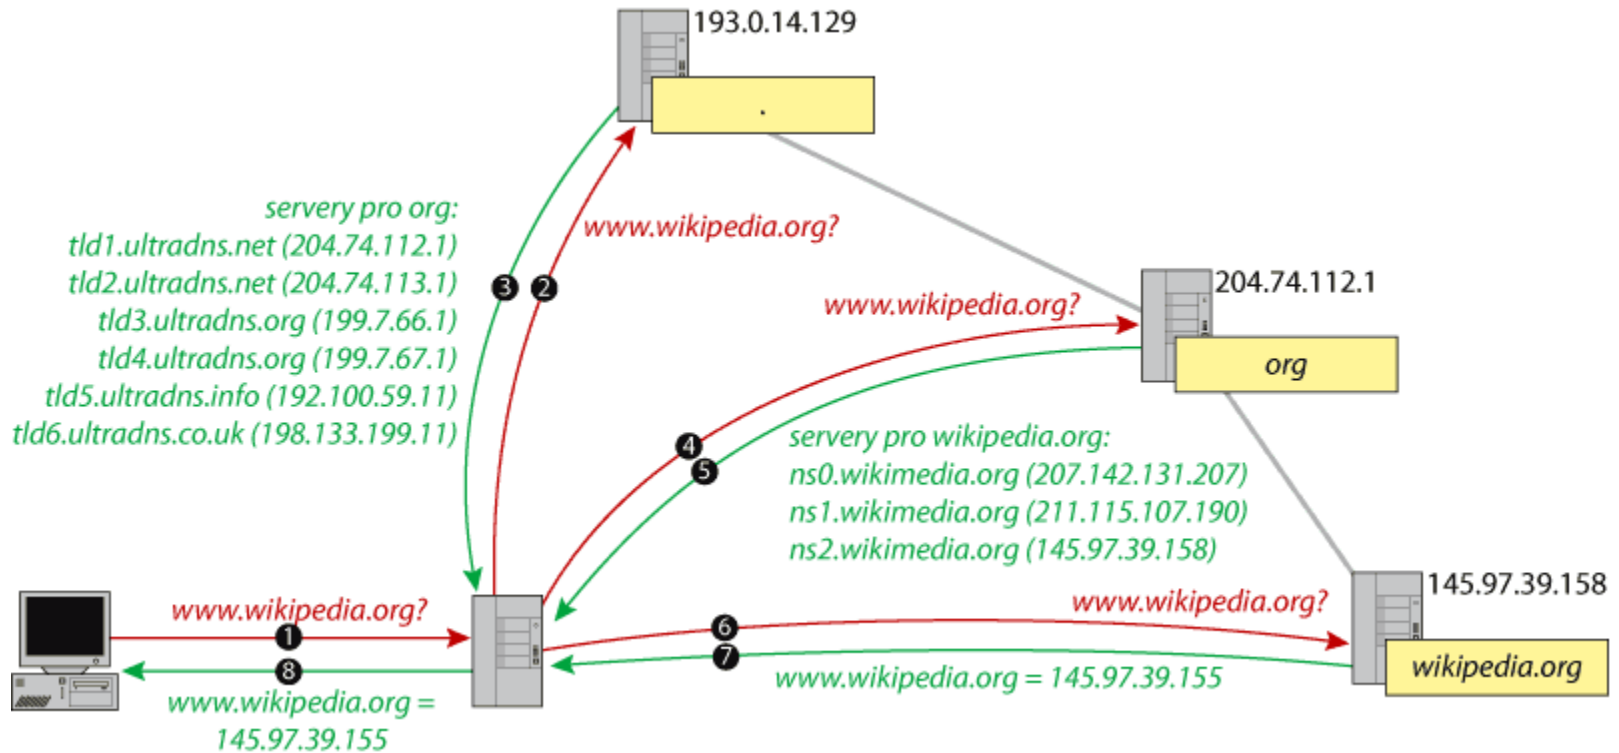 193.0.14.129
.
servery pro org:
tld1.ultradns.net (204.74.112.1)
tld2.ultradns.net (204.74.113.1)
tld3.ultradns.org (199.7.66.1)
tld4.ultradns.org (199.7.67.1)
tld5.ultradns.info (192.100.59.11)
tld6.ultradns.co.uk (198.133.199.11)
www.wikipedia.org?
3
2
www.wikipedia.org?
204.74.112.1
org
4
5
servery pro wikipedia.org:
ns0.wikimedia.org (207.142.131.207)
ns1.wikimedia.org (211.115.107.190)
ns2.wikimedia.org (145.97.39.158)
www.wikipedia.org?
1
8
www.wikipedia.org =
145.97.39.155
6
7
www.wikipedia.org?
www.wikipedia.org = 145.97.39.155
145.97.39.158
wikipedia.org